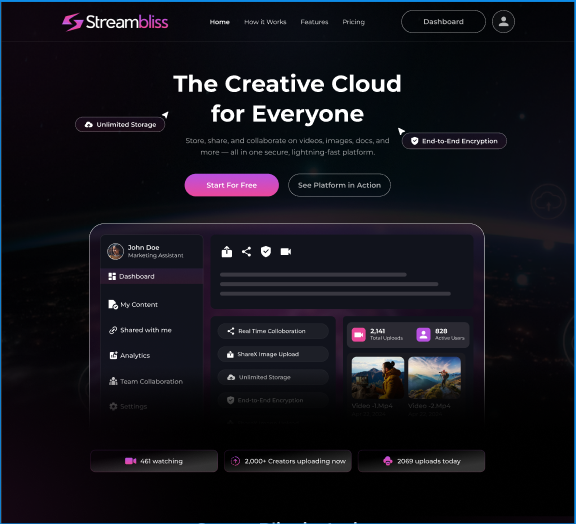 Streambliss
Home
How it Works
Features
Pricing
Dashboard
The Creative Cloud
for Everyone
Unlimited Storage
End-to-End Encryption
Store, share, and collaborate on videos, images, docs, and
more — all in one secure, lightning-fast platform.
Start For Free
See Platform in Action
John Doe
Marketing Assistant
Dashboard
My Content
Shared with me
Analytics
Team Collaboration
Settings
Real Time Colloboration
ShareX Image Upload
Unlimited Storage
End-to-End Encryption
2,141
Total Uploads
828
Active Users
Video -1.Mp4
Video-2.Mp4
461 watching
2,000+ Creators uploading now
2069 uploads today